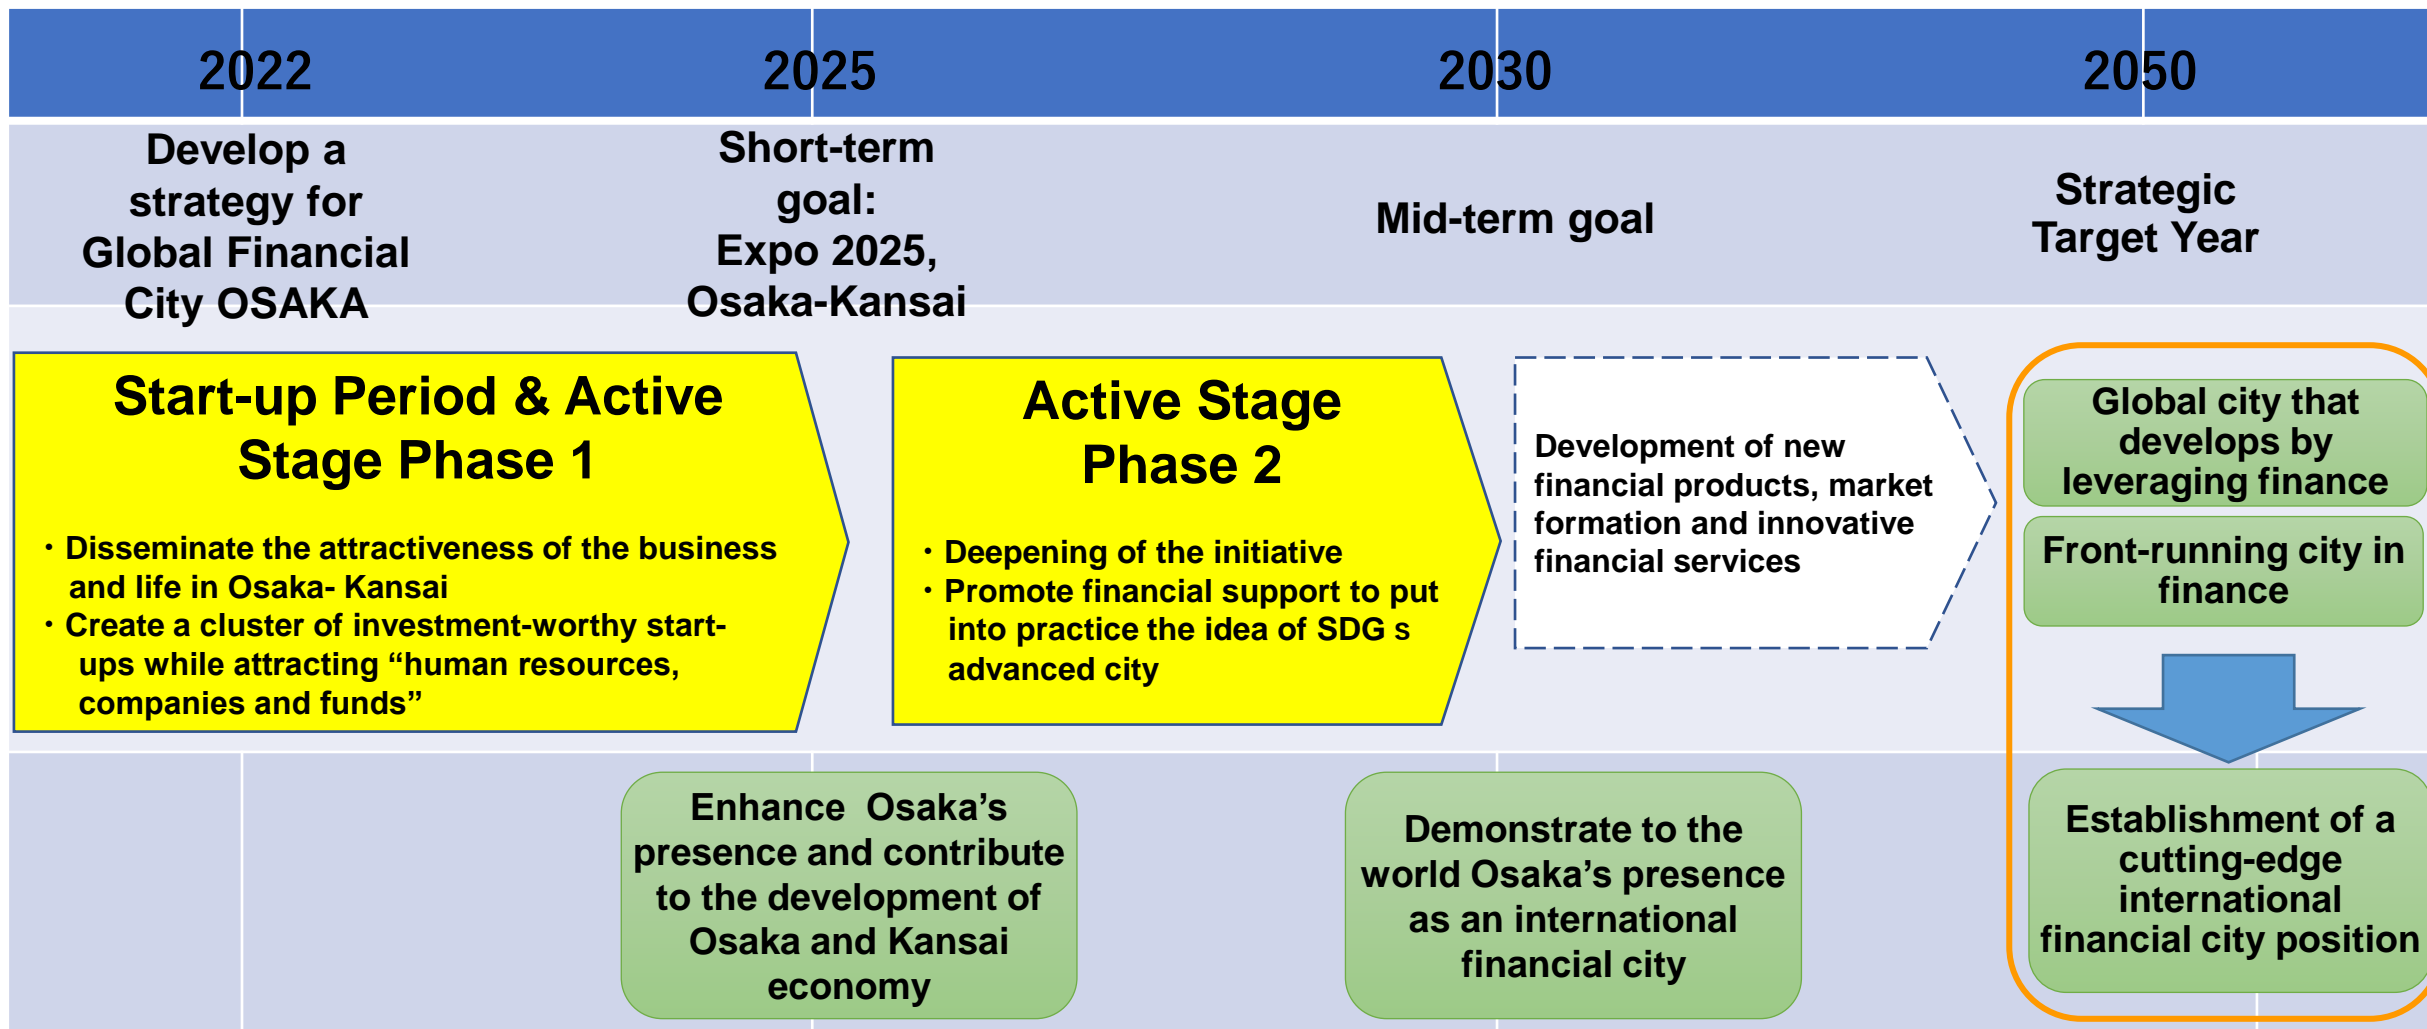 2022
2025
2030
2050
Develop a
strategy for
Global Financial
City OSAKA
Short-term
goal:
Expo 2025,
Osaka-Kansai
Mid-term goal
Strategic
Target Year
Start-up Period & Active
Stage Phase 1
・Disseminate the attractiveness of the business
and life in Osaka- Kansai
・Create a cluster of investment-worthy start-
ups while attracting “human resources,
companies and funds”
Active Stage
Phase 2
・Deepening of the initiative
・Promote financial support to put
into practice the idea of SDGｓ
advanced city
Development of new
financial products, market
formation and innovative
financial services
Global city that
develops by
leveraging finance
Front-running city in
finance
Enhance  Osaka’s
presence and contribute
to the development of
Osaka and Kansai
economy
Demonstrate to the
world Osaka’s presence
as an international
financial city
Establishment of a
cutting-edge
international
financial city position